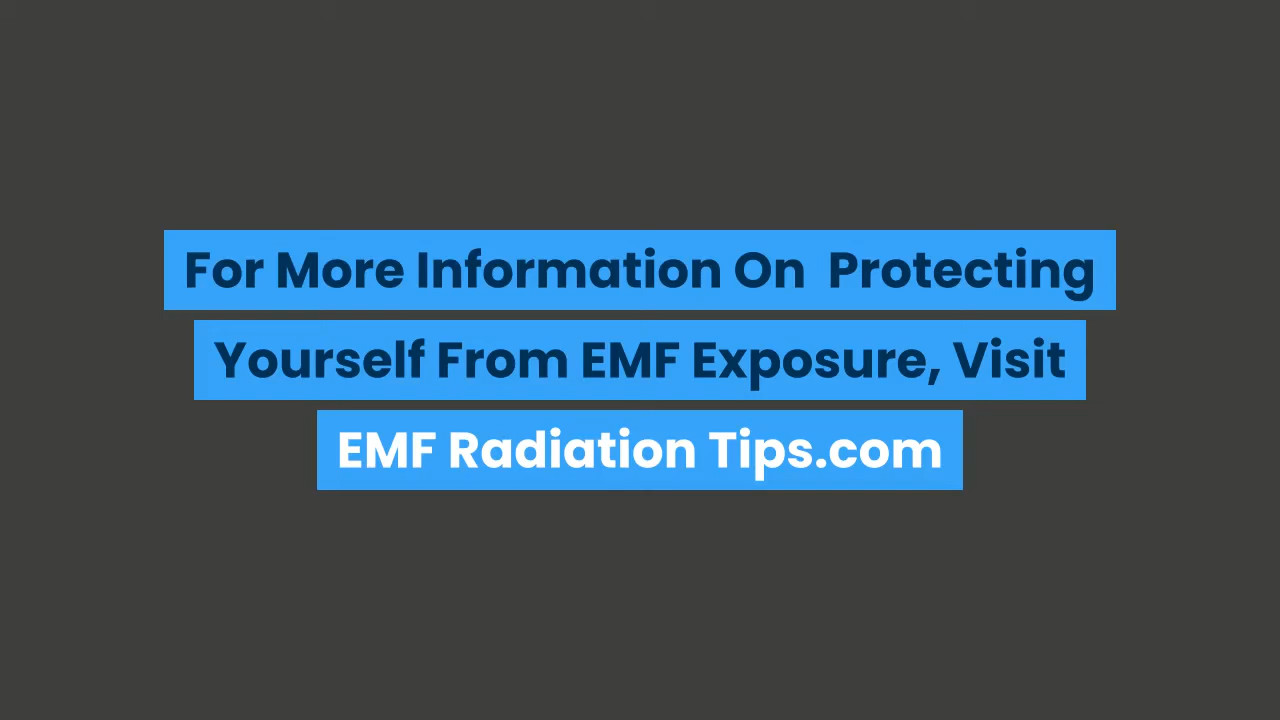 For More Information On  Protecting
Yourself From EMF Exposure, Visit
EMF Radiation Tips.com